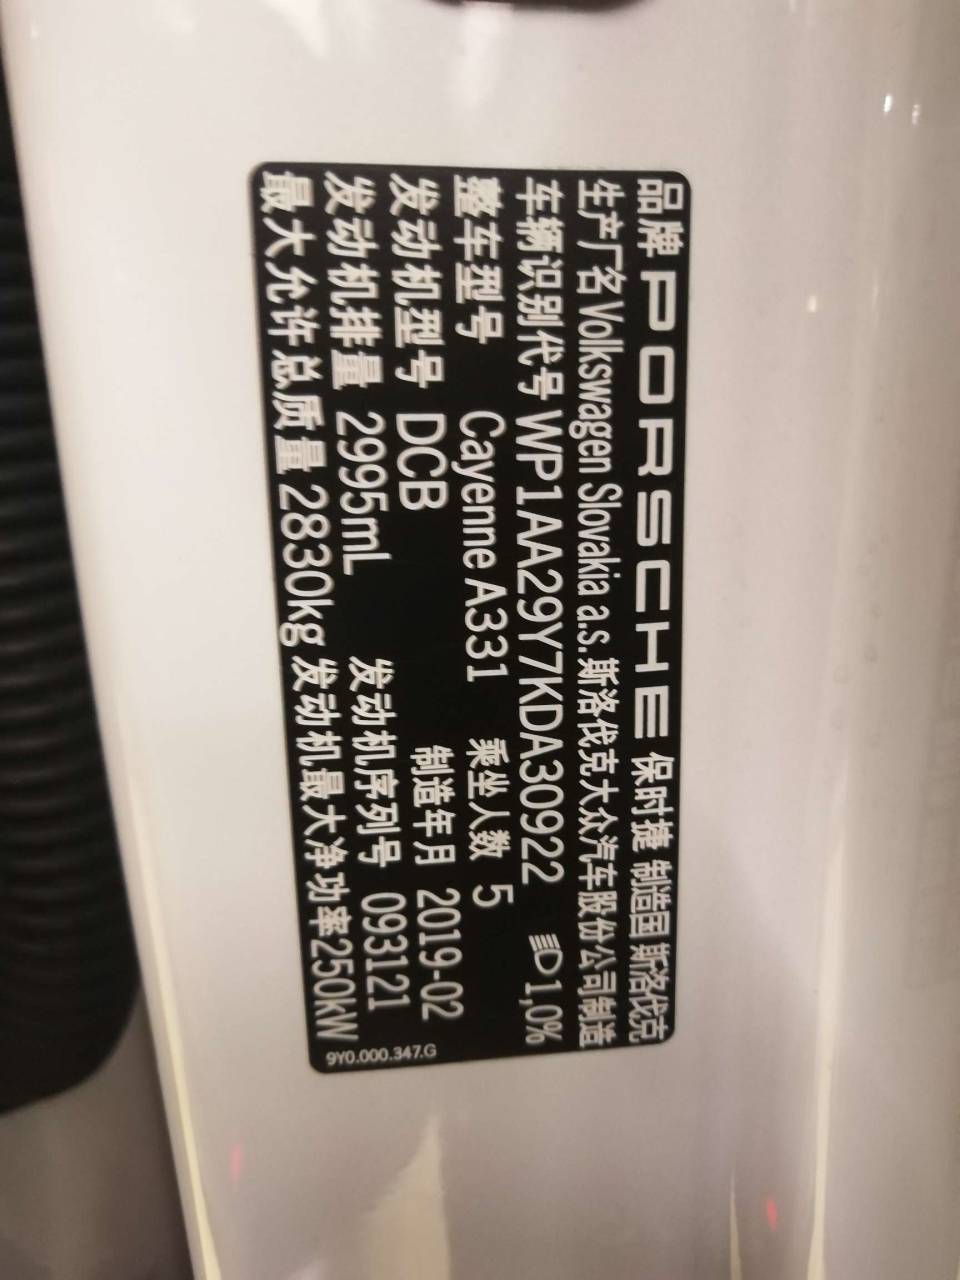 品牌 PORSCHE 保时捷 制造国 斯洛伐克
生产厂名 Volkswagen Slovakia a.s. 斯洛伐克大众汽车股份公司制造
车辆识别代号 WP1AA29Y7KDA30922 1,0%
整车型号 Cayenne A331 乘坐人数 5
发动机型号 DCB 制造年月 2019-02
发动机排量 2995mL 发动机序列号 093121
最大允许总质量 2830kg 发动机最大净功率250kW
9Y0.000.347.G